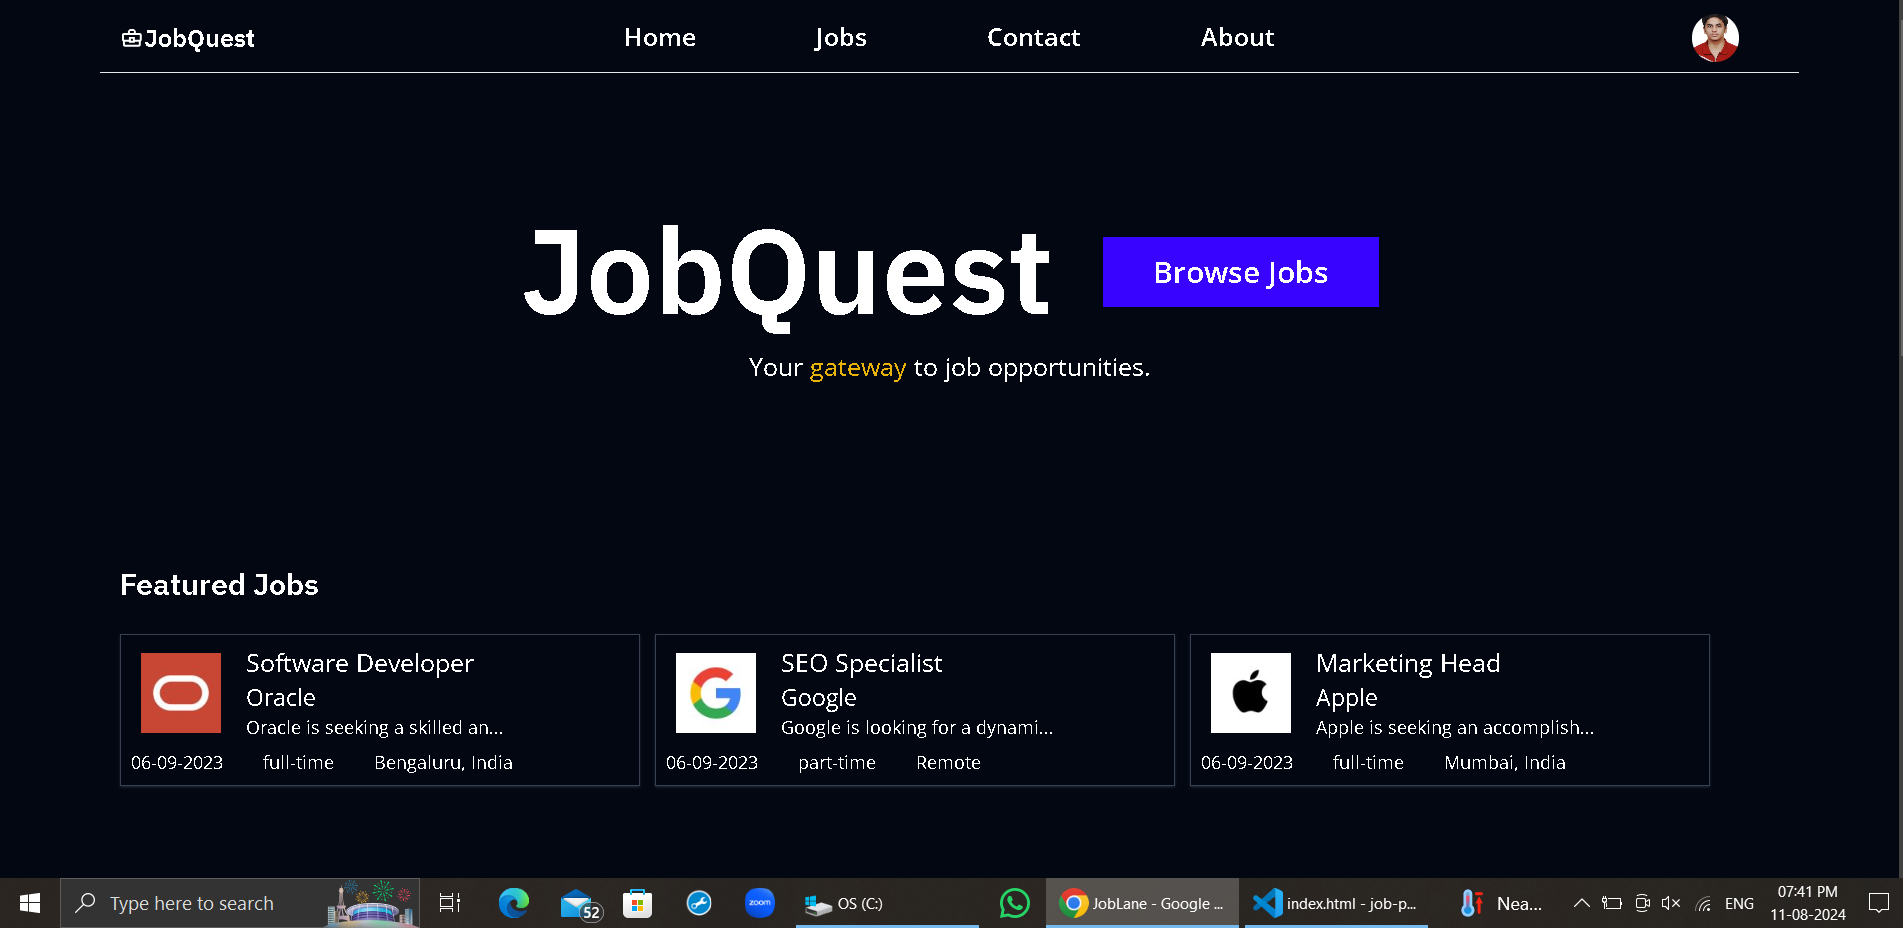 JobQuest
Home
Jobs
Contact
About
JobQuest
Browse Jobs
Your gateway to job opportunities.
Featured Jobs
Software Developer
Oracle
Oracle is seeking a skilled an...
06-09-2023 full-time Bengaluru, India
SEO Specialist
Google
Google is looking for a dynami...
06-09-2023 part-time Remote
Marketing Head
Apple
Apple is seeking an accomplish...
06-09-2023 full-time Mumbai, India
Type here to search
52
zoom
OS (C:)
JobLane - Google ...
index.html - job-p...
Nea...
ENG
07:41 PM
11-08-2024